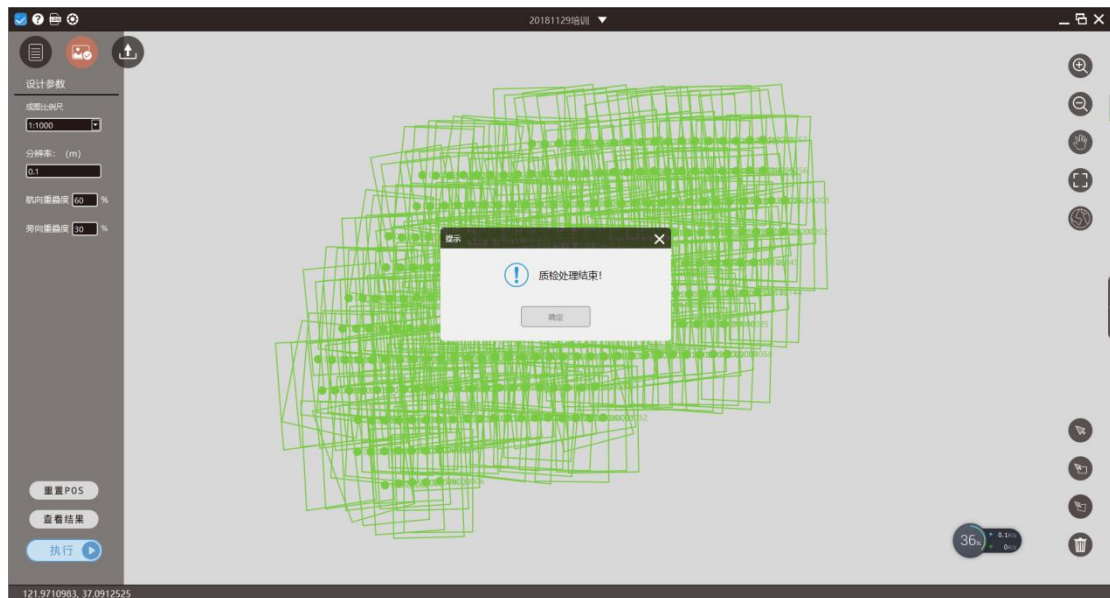 20181129培训
设计参数
成图比例尺
1:1000
分辨率: (m)
0.1
航向重叠度 60 %
旁向重叠度 30 %
提示
质检处理结束!
确定
重置POS
查看结果
执行
36%
0.1K/s
0K/s
121.9710983, 37.0912525